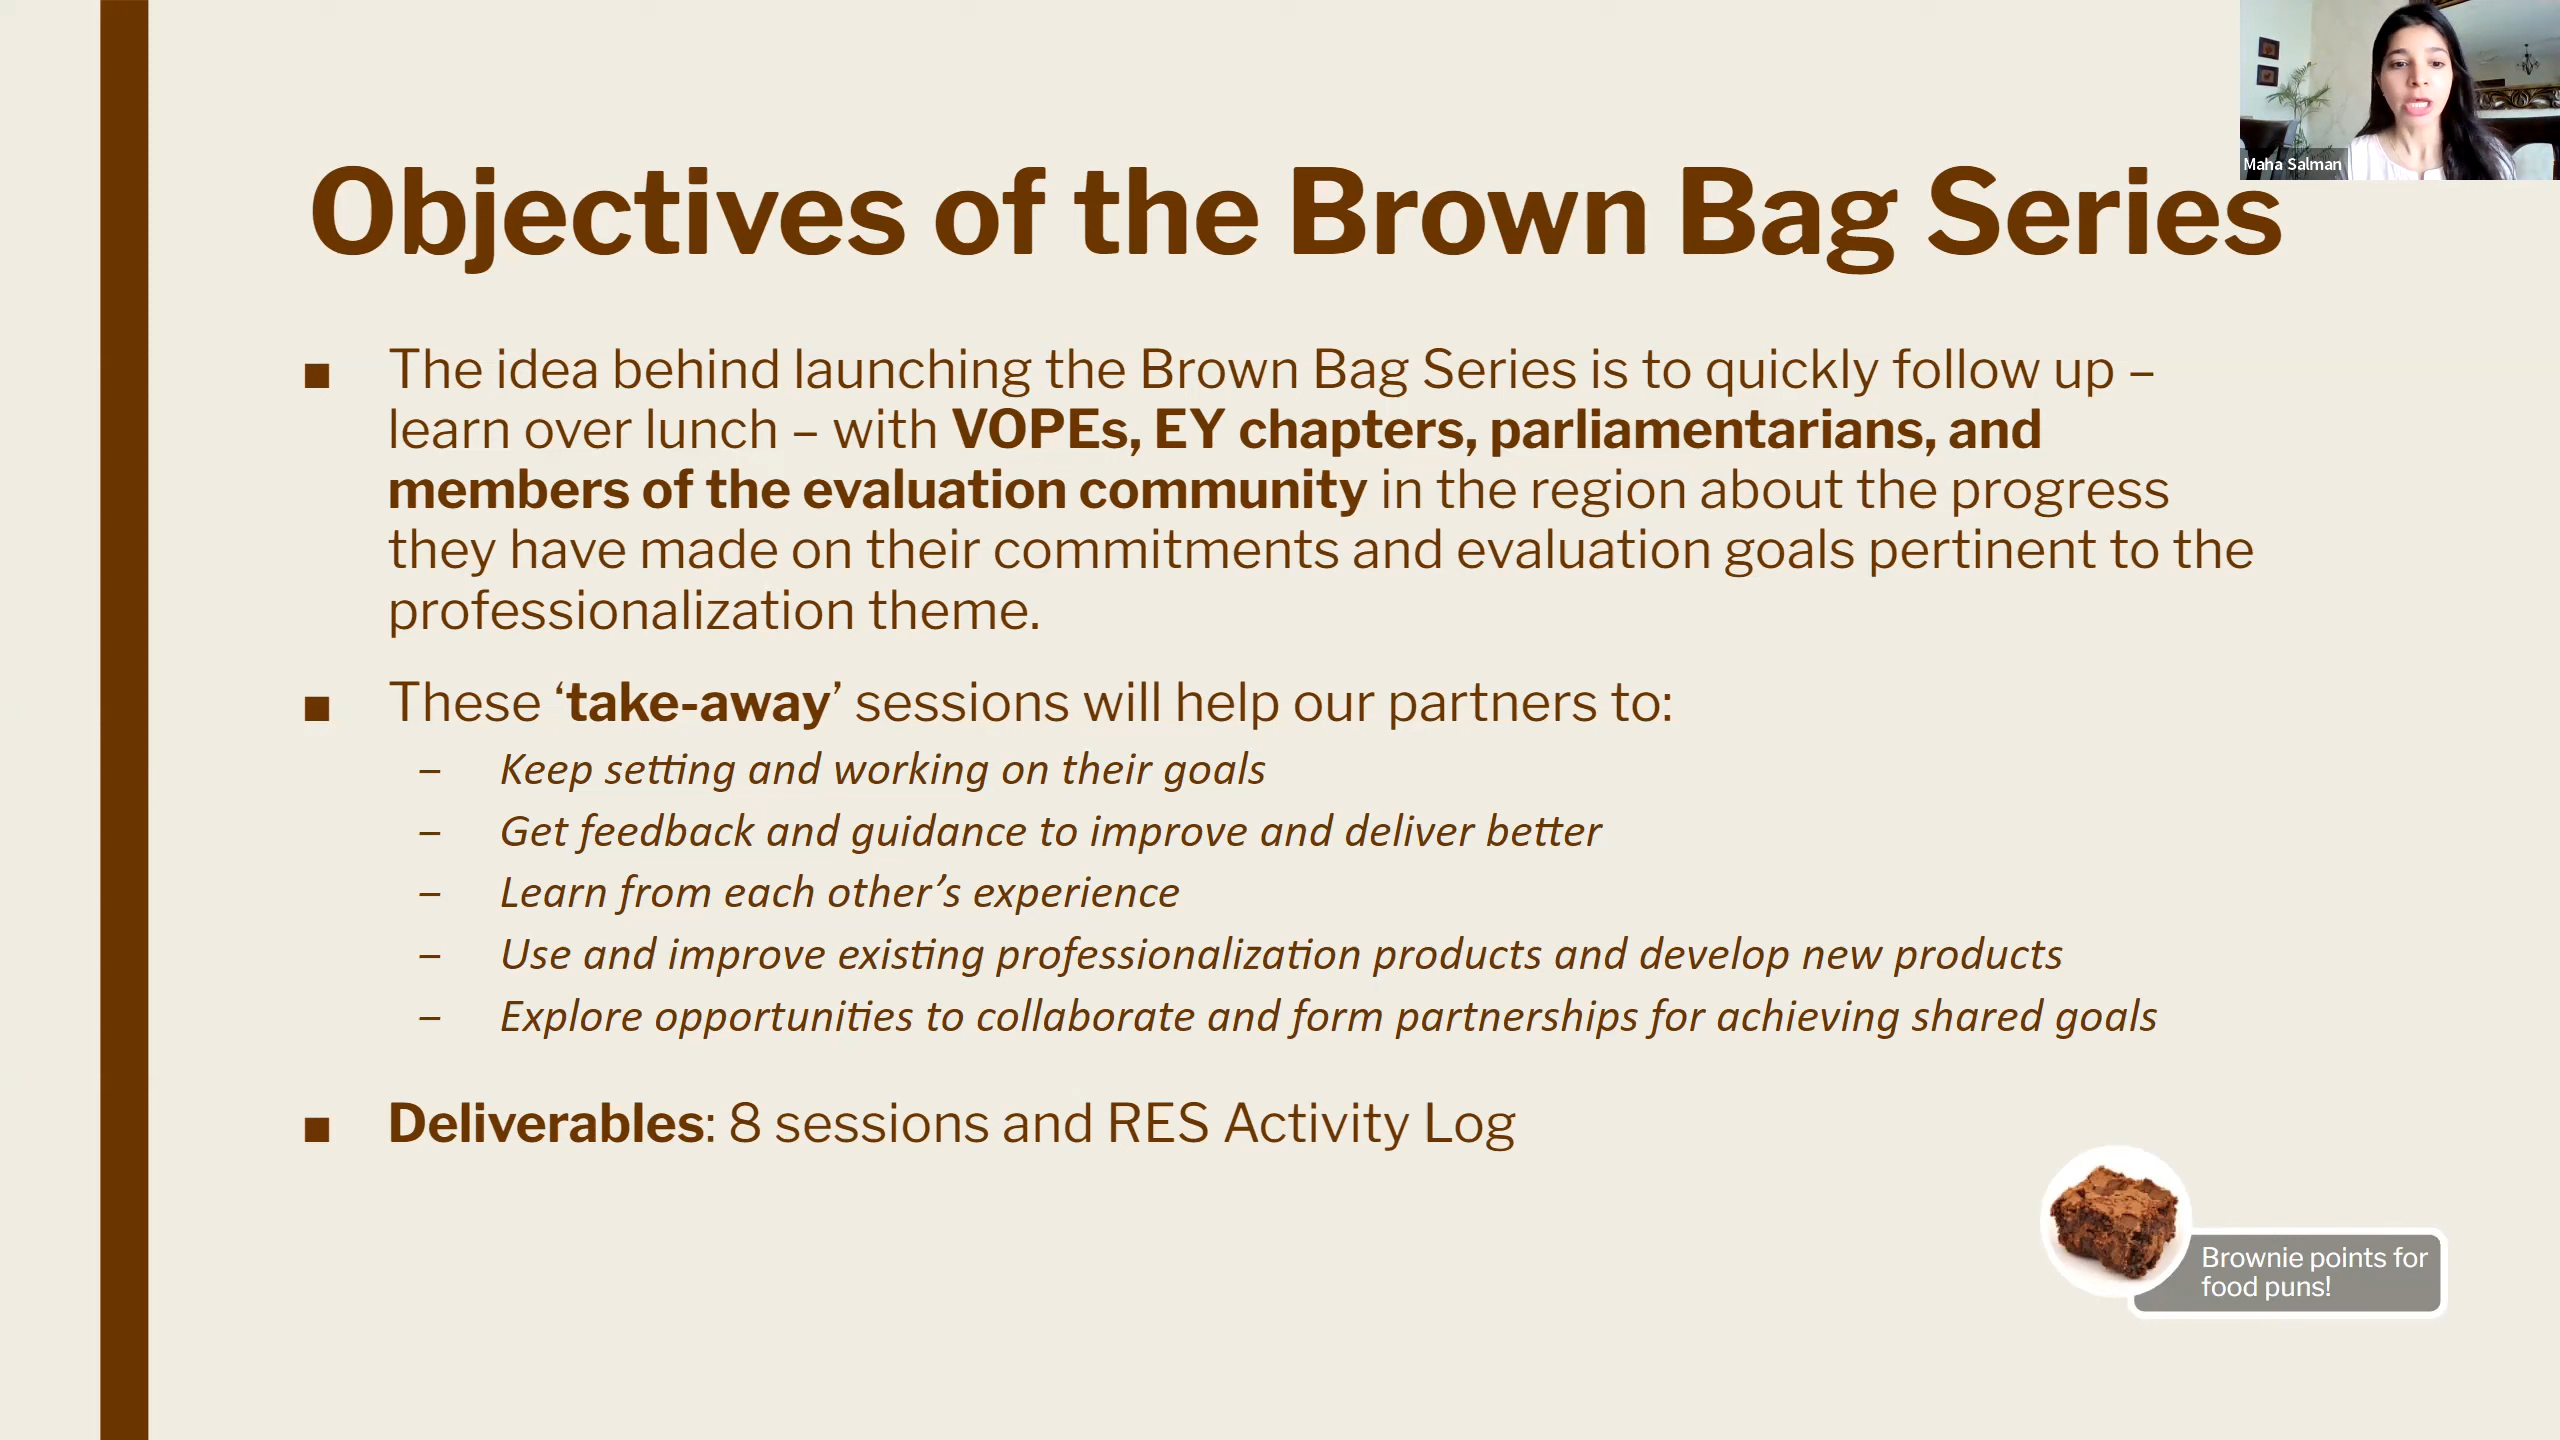 Maha Salman
Objectives of the Brown Bag Series
■ The idea behind launching the Brown Bag Series is to quickly follow up –
learn over lunch – with VOPEs, EY chapters, parliamentarians, and
members of the evaluation community in the region about the progress
they have made on their commitments and evaluation goals pertinent to the
professionalization theme.
■ These ‘take-away’ sessions will help our partners to:
– Keep setting and working on their goals
– Get feedback and guidance to improve and deliver better
– Learn from each other’s experience
– Use and improve existing professionalization products and develop new products
– Explore opportunities to collaborate and form partnerships for achieving shared goals
■ Deliverables: 8 sessions and RES Activity Log
Brownie points for
food puns!